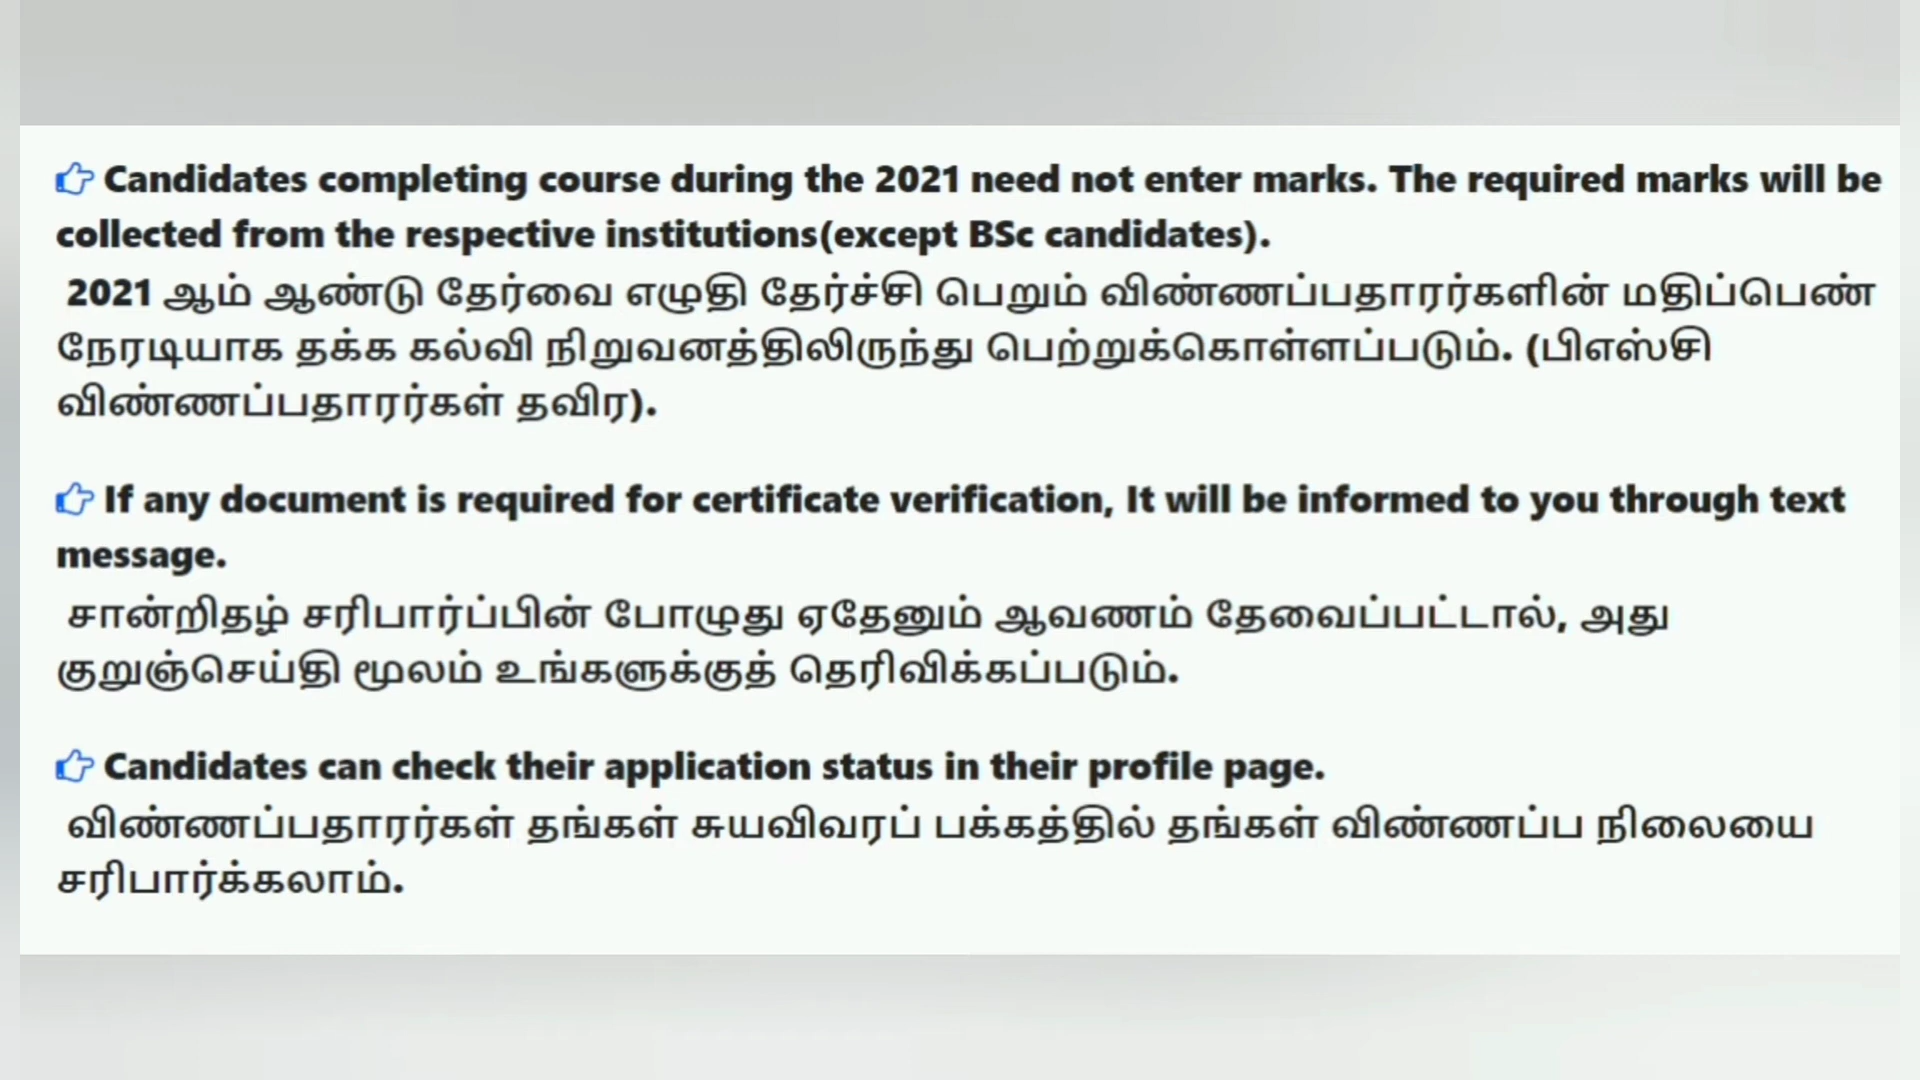 👉 Candidates completing course during the 2021 need not enter marks. The required marks will be
collected from the respective institutions(except BSc candidates).
2021 ஆம் ஆண்டு தேர்வை எழுதி தேர்ச்சி பெறும் விண்ணப்பதாரர்களின் மதிப்பெண்
நேரடியாக தக்க கல்வி நிறுவனத்திலிருந்து பெற்றுக்கொள்ளப்படும். (பிஎஸ்சி
விண்ணப்பதாரர்கள் தவிர).
👉 If any document is required for certificate verification, It will be informed to you through text
message.
சான்றிதழ் சரிபார்ப்பின் போழுது ஏதேனும் ஆவணம் தேவைப்பட்டால், அது
குறுஞ்செய்தி மூலம் உங்களுக்குத் தெரிவிக்கப்படும்.
👉 Candidates can check their application status in their profile page.
விண்ணப்பதாரர்கள் தங்கள் சுயவிவரப் பக்கத்தில் தங்கள் விண்ணப்ப நிலையை
சரிபார்க்கலாம்.